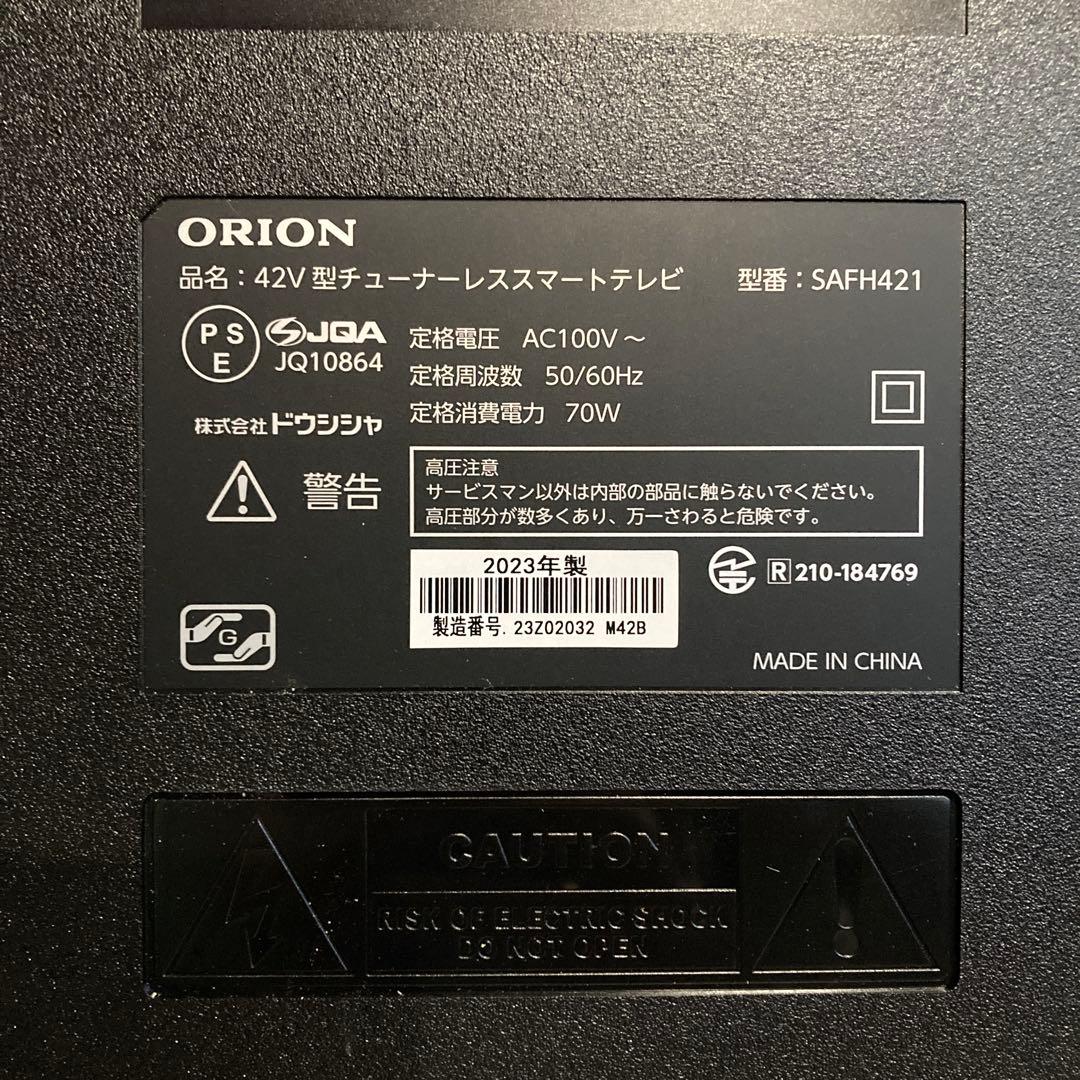 ORION
品名：42V 型チューナーレススマートテレビ 型番：SAFH421
PSE JQA
JQ10864
定格電圧 AC100V～
定格周波数 50/60Hz
定格消費電力 70W
株式会社ドウシシャ
警告
高圧注意
サービスマン以外は内部の部品に触らないでください。
高圧部分が数多くあり、万一さわると危険です。
2023年製
製造番号. 23Z02032 M42B
R 210-184769
G
MADE IN CHINA
CAUTION
RISK OF ELECTRIC SHOCK
DO NOT OPEN